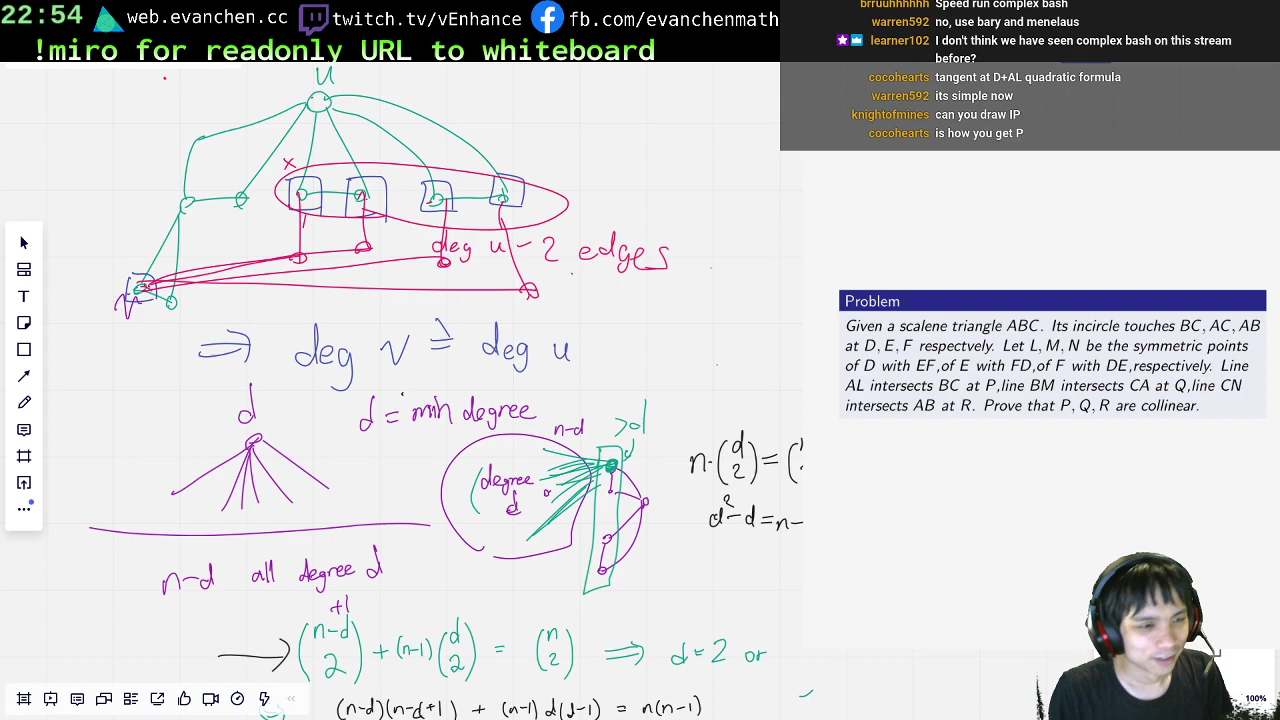 22:54
web.evanchen.cc
twitch.tv/vEnhance
fb.com/evanchenmath
!miro for readonly URL to whiteboard
brruuhhhhhh Speed run complex bash
warren592 no, use bary and menelaus
learner102 I don't think we have seen complex bash on this stream
before?
cocohearts tangent at D+AL quadratic formula
warren592 its simple now
knightofmines can you draw IP
cocohearts is how you get P
u
x
deg u - 2 edges
v
⟹ deg v ≥ deg u
d
d = min degree
n-d
>d
degree
d
n·(d 2) = (
d² - d = n -
n-d all degree d
+1
(n-d 2) + (n-1)(d 2) = (n 2) ⟹ d = 2 or
(n-d)(n-d+1) + (n-1)d(d-1) = n(n-1)
Problem
Given a scalene triangle ABC. Its incircle touches BC, AC, AB
at D, E, F respectvely. Let L, M, N be the symmetric points
of D with EF,of E with FD,of F with DE,respectively. Line
AL intersects BC at P,line BM intersects CA at Q,line CN
intersects AB at R. Prove that P, Q, R are collinear.
T
100%